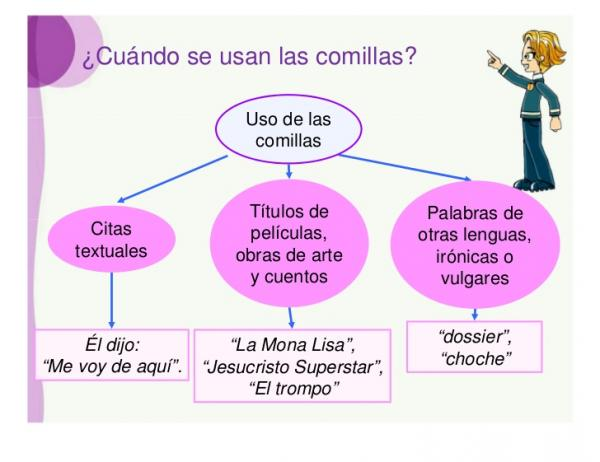 ¿Cuándo se usan las comillas?
Uso de las
comillas
Citas
textuales
Títulos de
películas,
obras de arte
y cuentos
Palabras de
otras lenguas,
irónicas o
vulgares
Él dijo:
“Me voy de aquí”.
“La Mona Lisa”,
“Jesucristo Superstar”,
“El trompo”
“dossier”,
“choche”